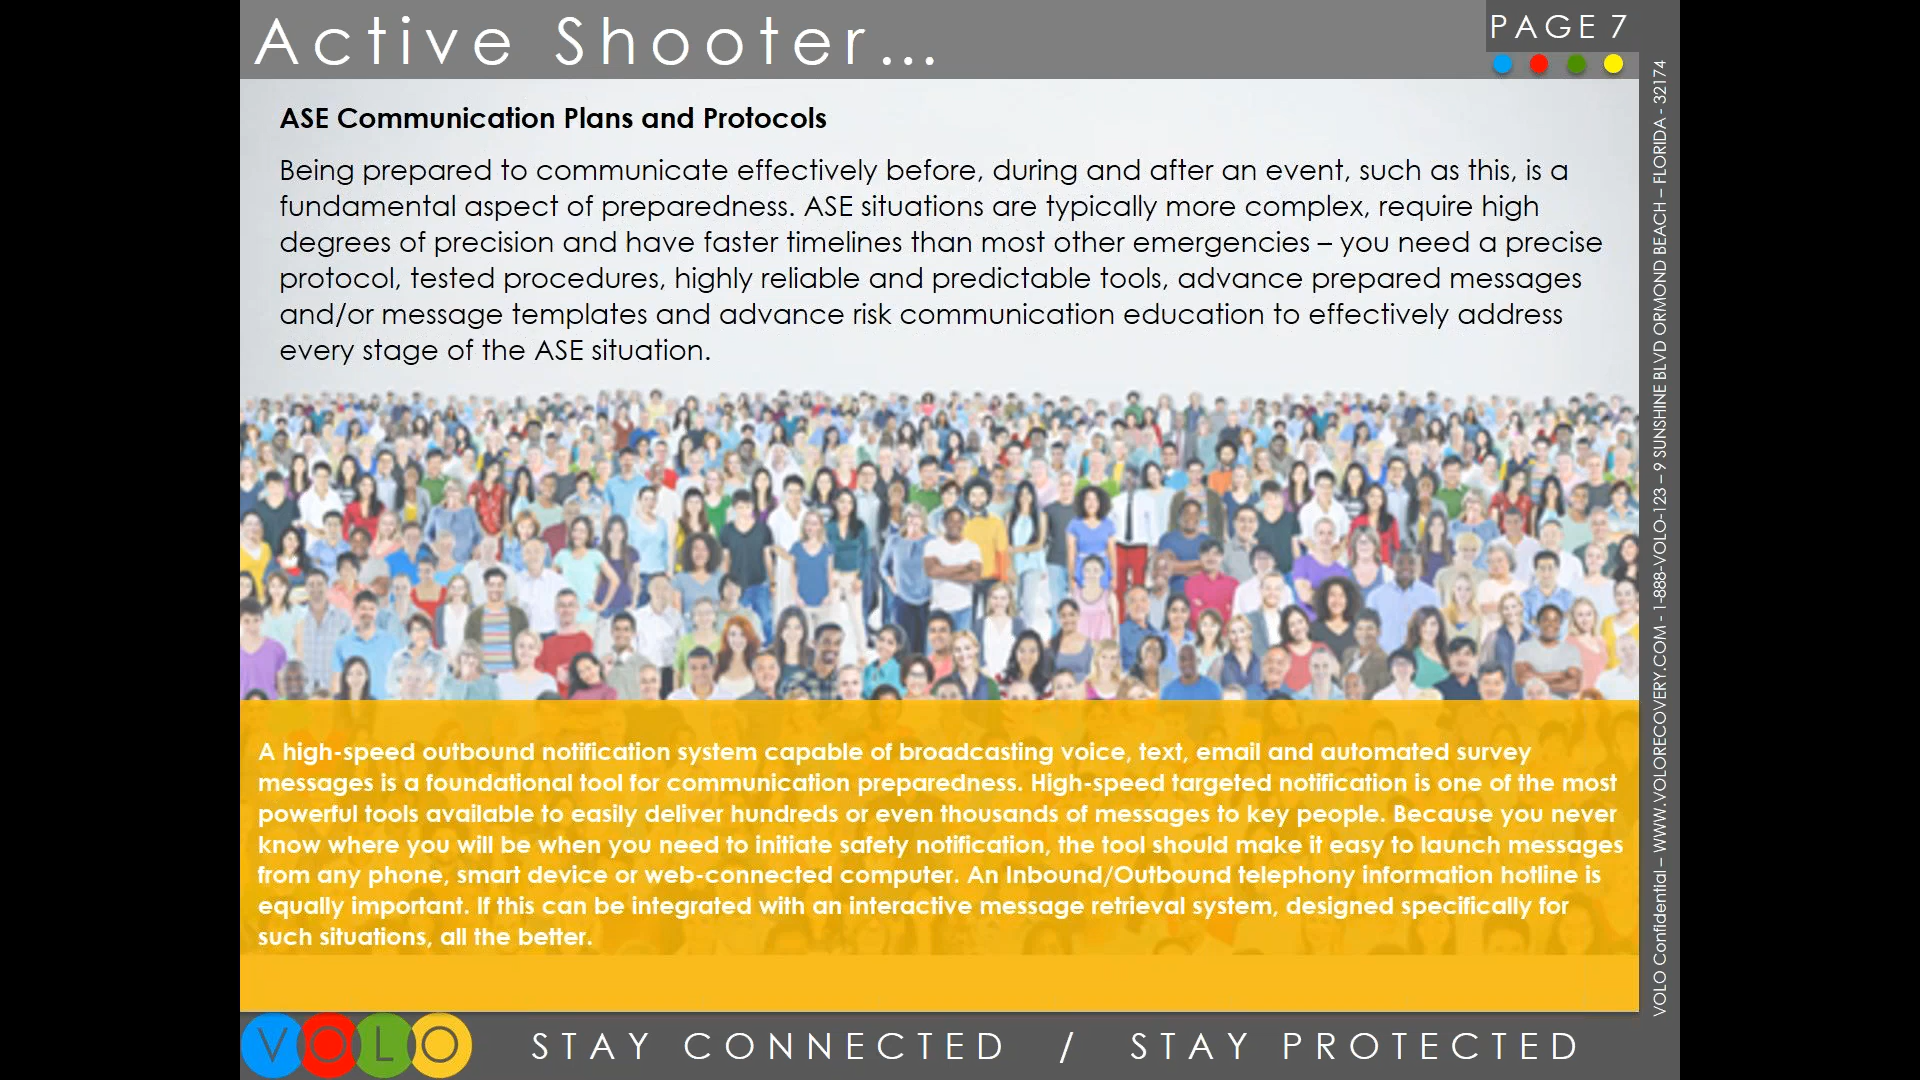 Active Shooter...
PAGE 7
ASE Communication Plans and Protocols
Being prepared to communicate effectively before, during and after an event, such as this, is a
fundamental aspect of preparedness. ASE situations are typically more complex, require high
degrees of precision and have faster timelines than most other emergencies – you need a precise
protocol, tested procedures, highly reliable and predictable tools, advance prepared messages
and/or message templates and advance risk communication education to effectively address
every stage of the ASE situation.
A high-speed outbound notification system capable of broadcasting voice, text, email and automated survey
messages is a foundational tool for communication preparedness. High-speed targeted notification is one of the most
powerful tools available to easily deliver hundreds or even thousands of messages to key people. Because you never
know where you will be when you need to initiate safety notification, the tool should make it easy to launch messages
from any phone, smart device or web-connected computer. An Inbound/Outbound telephony information hotline is
equally important. If this can be integrated with an interactive message retrieval system, designed specifically for
such situations, all the better.
VOLO
STAY CONNECTED / STAY PROTECTED
VOLO Confidential – WWW.VOLORECOVERY.COM - 1-888-VOLO-123 – 9 SUNSHINE BLVD ORMOND BEACH – FLORIDA - 32174